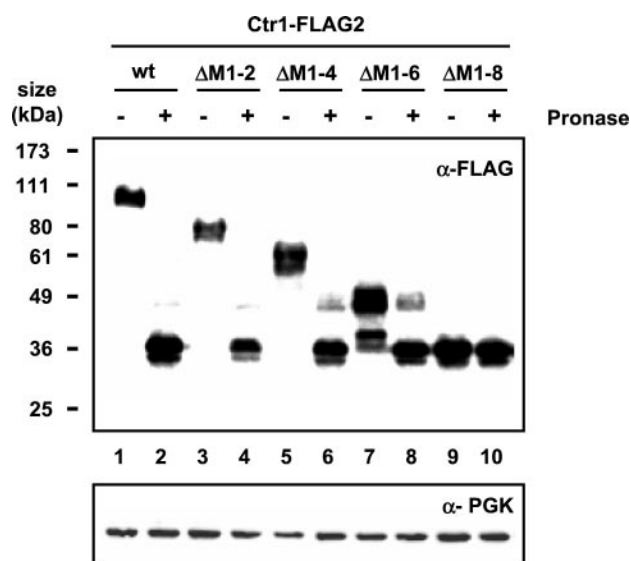 Ctr1-FLAG2
wt ΔM1-2 ΔM1-4 ΔM1-6 ΔM1-8
size
(kDa)
- + - + - + - + - + Pronase
173
α-FLAG
111
80
61
49
36
25
1 2 3 4 5 6 7 8 9 10
α- PGK